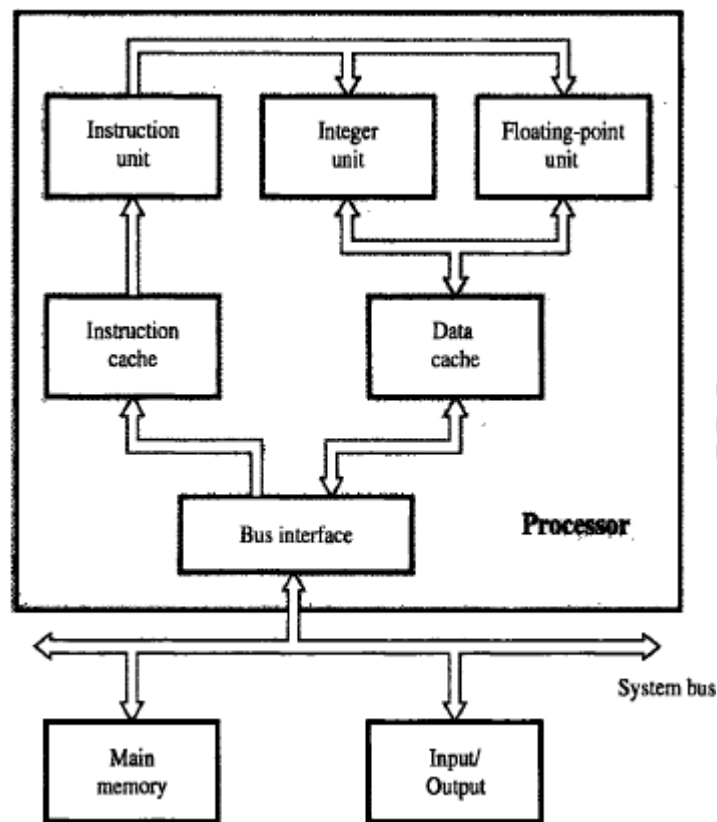 Instruction
unit
Integer
unit
Floating-point
unit
Instruction
cache
Data
cache
Bus interface
Processor
System bus
Main
memory
Input/
Output